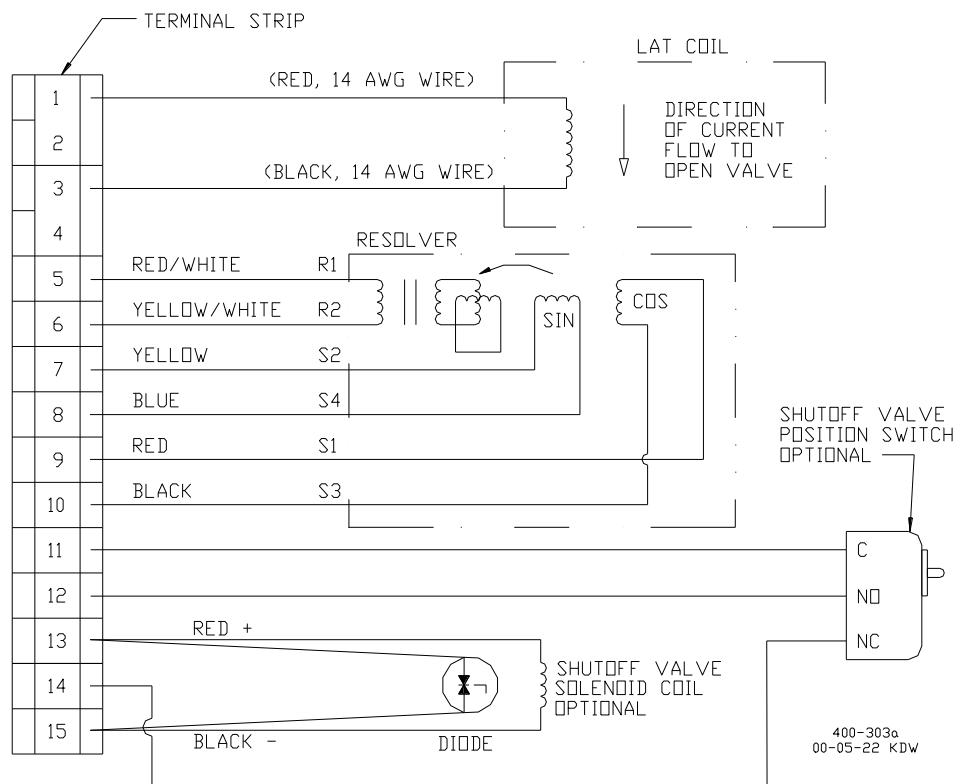 TERMINAL STRIP
LAT COIL
1
(RED, 14 AWG WIRE)
DIRECTION
OF CURRENT
FLOW TO
OPEN VALVE
2
3
(BLACK, 14 AWG WIRE)
4
RESOLVER
5
RED/WHITE R1
6
YELLOW/WHITE R2
SIN
COS
7
YELLOW S2
8
BLUE S4
9
RED S1
10
BLACK S3
SHUTOFF VALVE
POSITION SWITCH
OPTIONAL
11
C
12
NO
13
RED +
NC
14
SHUTOFF VALVE
SOLENOID COIL
OPTIONAL
15
BLACK -
DIODE
400-303a
00-05-22 KDW